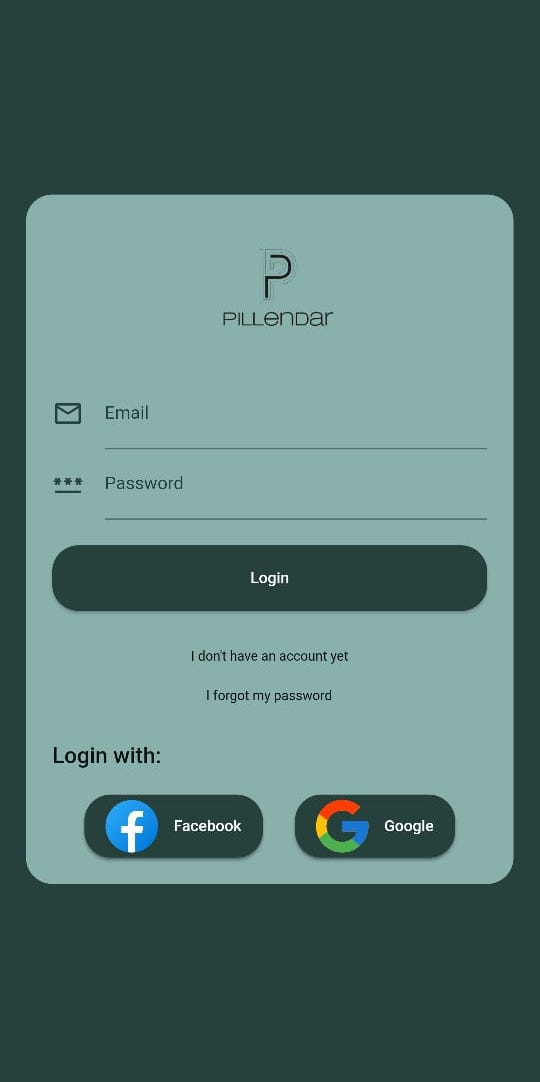 PILLenDar
Email
*** Password
Login
I don't have an account yet
I forgot my password
Login with:
Facebook Google